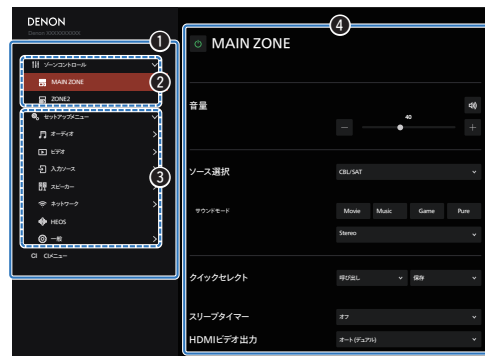 DENON
Denon XXXXXXXXXXX
①
④
MAIN ZONE
ゾーンコントロール
②
MAIN ZONE
ZONE2
セットアップメニュー
オーディオ
ビデオ
入力/ソース
スピーカー
③
ネットワーク
HEOS
一般
CI CIメニュー
音量
40
ソース選択
CBL/SAT
サウンドモード
Movie Music Game Pure
Stereo
クイックセレクト
呼び出し 保存
スリープタイマー
オフ
HDMIビデオ出力
オート(デュアル)